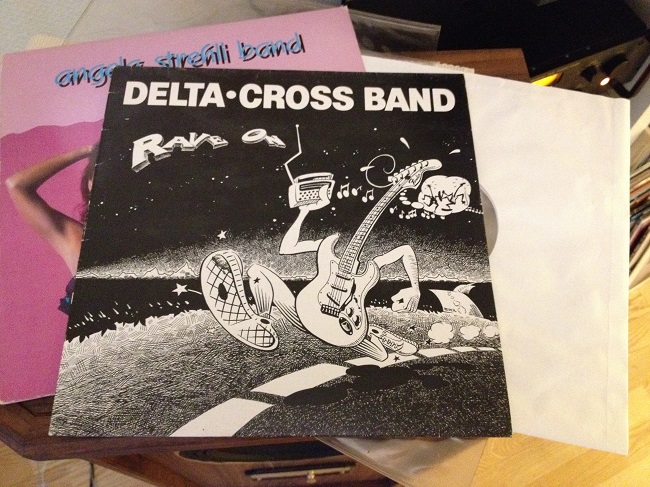 angela strehli band
DELTA•CROSS BAND
RAVE ON